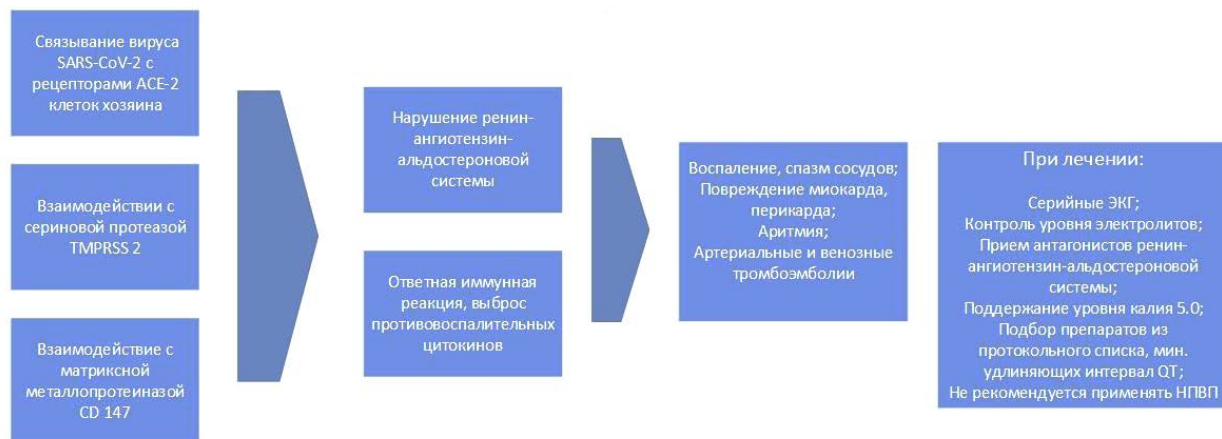 Связывание вируса
SARS-CoV-2 с
рецепторами ACE-2
клеток хозяина
Взаимодействии с
сериновой протеазой
TMPRSS 2
Взаимодействие с
матриксной
металлопротеиназой
CD 147
Нарушение ренин-
ангиотензин-
альдостероновой
системы
Ответная иммунная
реакция, выброс
противовоспалительных
цитокинов
Воспаление, спазм сосудов;
Повреждение миокарда,
перикарда;
Аритмия;
Артериальные и венозные
тромбоэмболии
При лечении:
Серийные ЭКГ;
Контроль уровня электролитов;
Прием антагонистов ренин-
ангиотензин-альдостероновой
системы;
Поддержание уровня калия 5.0;
Подбор препаратов из
протокольного списка, мин.
удлиняющих интервал QT;
Не рекомендуется применять НПВП